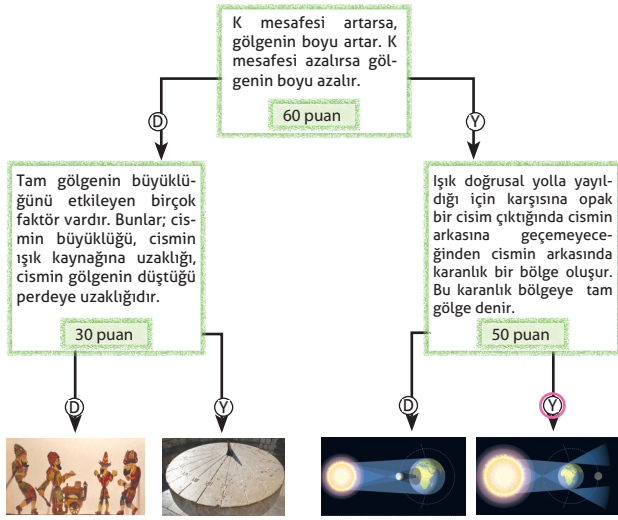 K mesafesi artarsa,
gölgenin boyu artar. K
mesafesi azalırsa göl-
genin boyu azalır.
60 puan
D
Y
Tam gölgenin büyüklü-
ğünü etkileyen birçok
faktör vardır. Bunlar; cis-
min büyüklüğü, cismin
ışık kaynağına uzaklığı,
cismin gölgenin düştüğü
perdeye uzaklığıdır.
30 puan
Işık doğrusal yolla yayıl-
dığı için karşısına opak
bir cisim çıktığında cismin
arkasına geçemeyece-
ğinden cismin arkasında
karanlık bir bölge oluşur.
Bu karanlık bölgeye tam
gölge denir.
50 puan
D
Y
D
Y